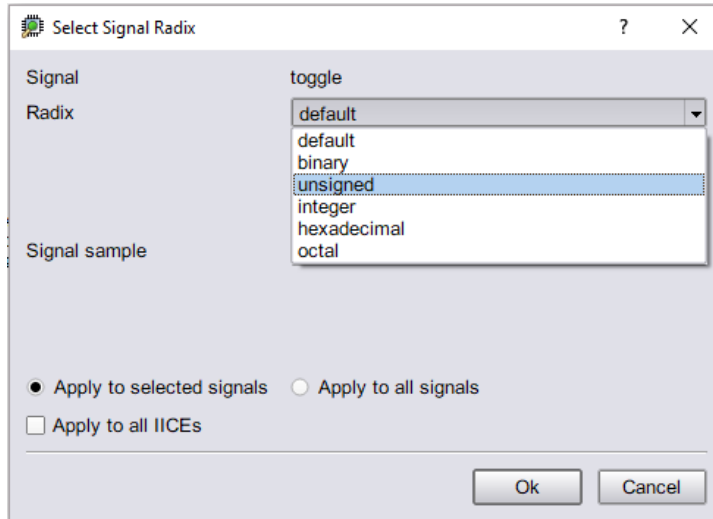 Select Signal Radix ? X
Signal toggle
Radix default
default
binary
unsigned
integer
hexadecimal
octal
Signal sample
Apply to selected signals Apply to all signals
Apply to all IICEs
Ok Cancel